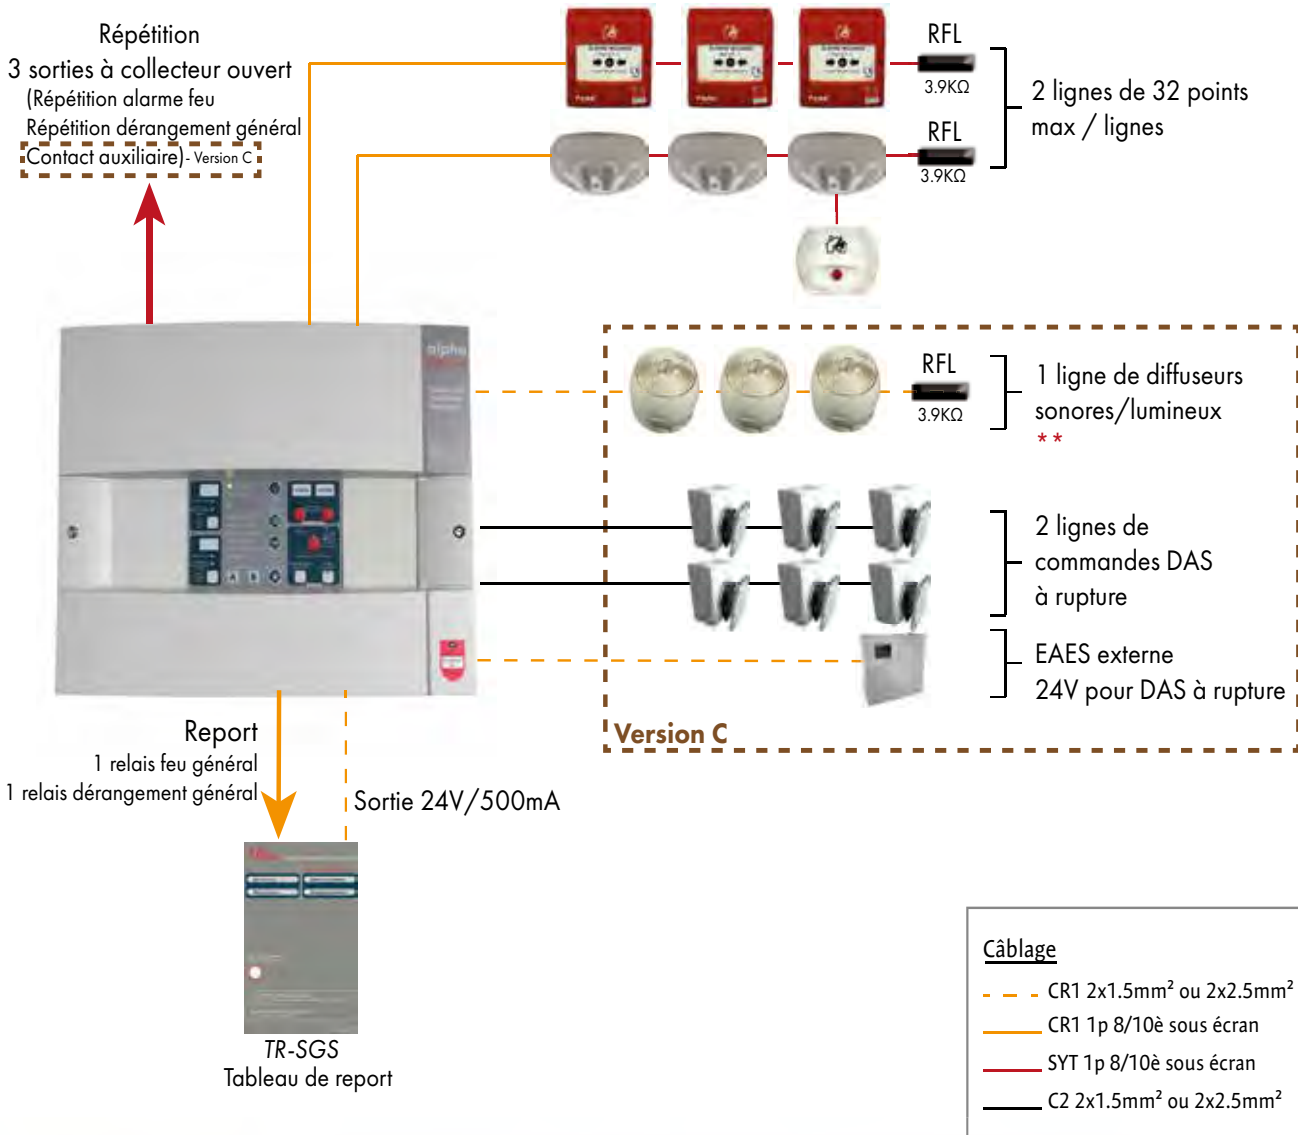 Répétition
3 sorties à collecteur ouvert
(Répétition alarme feu
Répétition dérangement général
Contact auxiliaire) - Version C
RFL
3.9KΩ
RFL
3.9KΩ
2 lignes de 32 points
max / lignes
alpha
RFL
3.9KΩ
1 ligne de diffuseurs
sonores/lumineux
**
2 lignes de
commandes DAS
à rupture
EAES externe
24V pour DAS à rupture
Version C
A B
Report
1 relais feu général
1 relais dérangement général
Sortie 24V/500mA
TR-SGS
Tableau de report
Câblage
CR1 2x1.5mm² ou 2x2.5mm²
CR1 1p 8/10è sous écran
SYT 1p 8/10è sous écran
C2 2x1.5mm² ou 2x2.5mm²